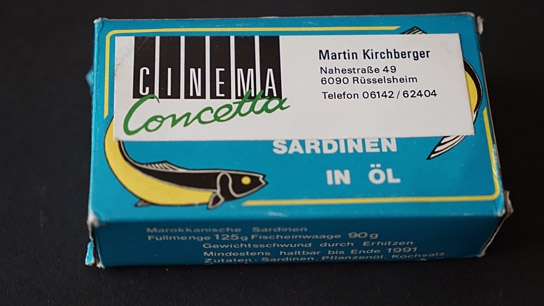 CINEMA
Concetta
Martin Kirchberger
Nahestraße 49
6090 Rüsselsheim
Telefon 06142/62404
SARDINEN
IN ÖL
Marokkanische Sardinen
Füllmenge 125g Fischeinwaage 90g
Gewichtsschwund durch Erhitzen
Mindestens haltbar bis Ende 1991
Zutaten: Sardinen, Pflanzenöl, Kochsalz